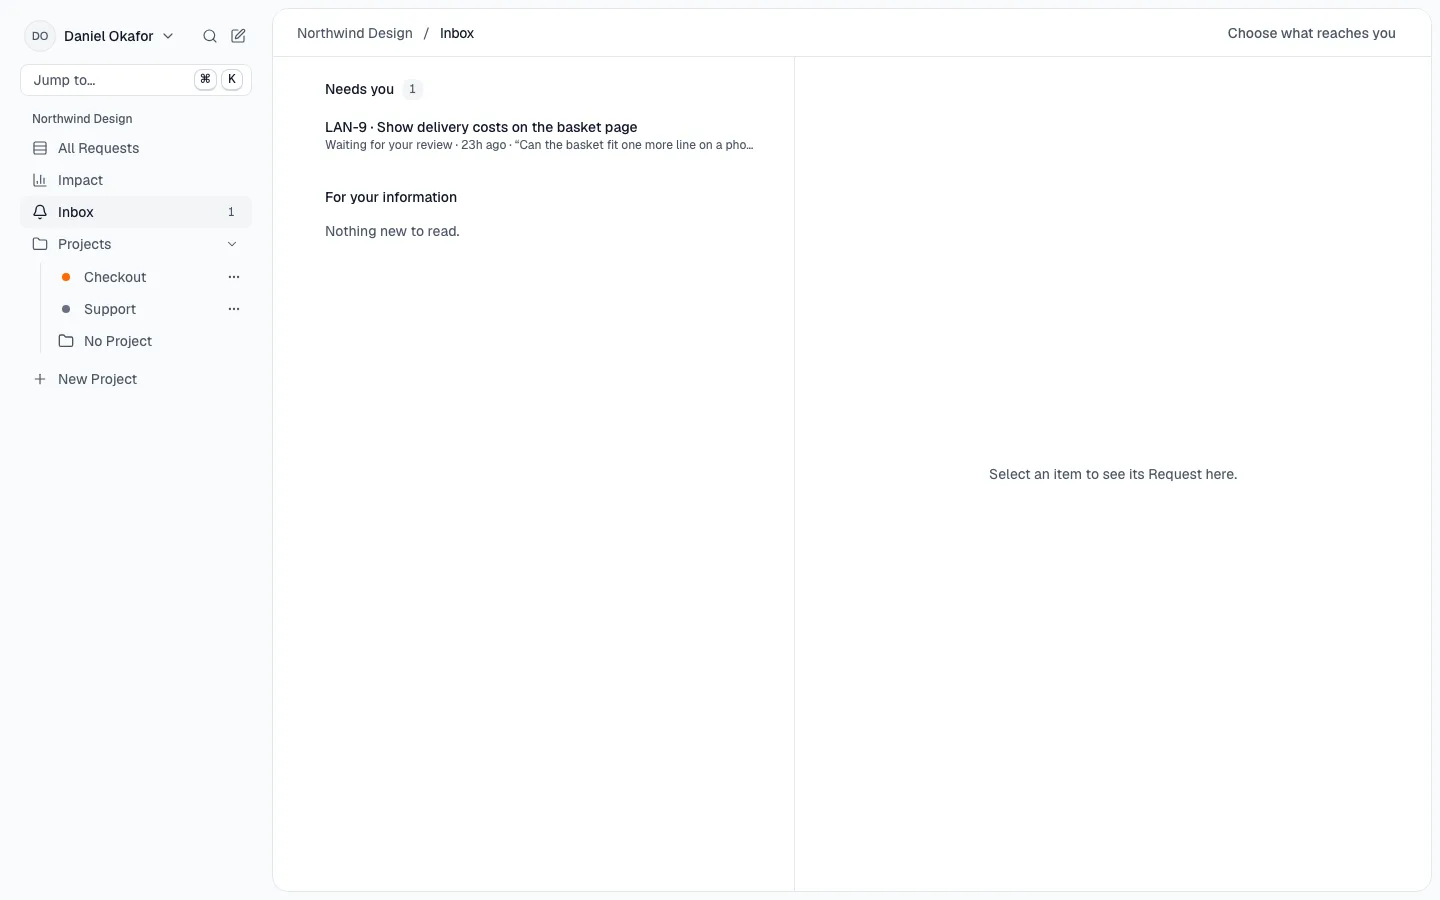 DO Daniel Okafor
Jump to... ⌘ K
Northwind Design
All Requests
Impact
Inbox 1
Projects
Checkout
Support
No Project
New Project
Northwind Design / Inbox
Choose what reaches you
Needs you 1
LAN-9 · Show delivery costs on the basket page
Waiting for your review · 23h ago · “Can the basket fit one more line on a pho...
For your information
Nothing new to read.
Select an item to see its Request here.